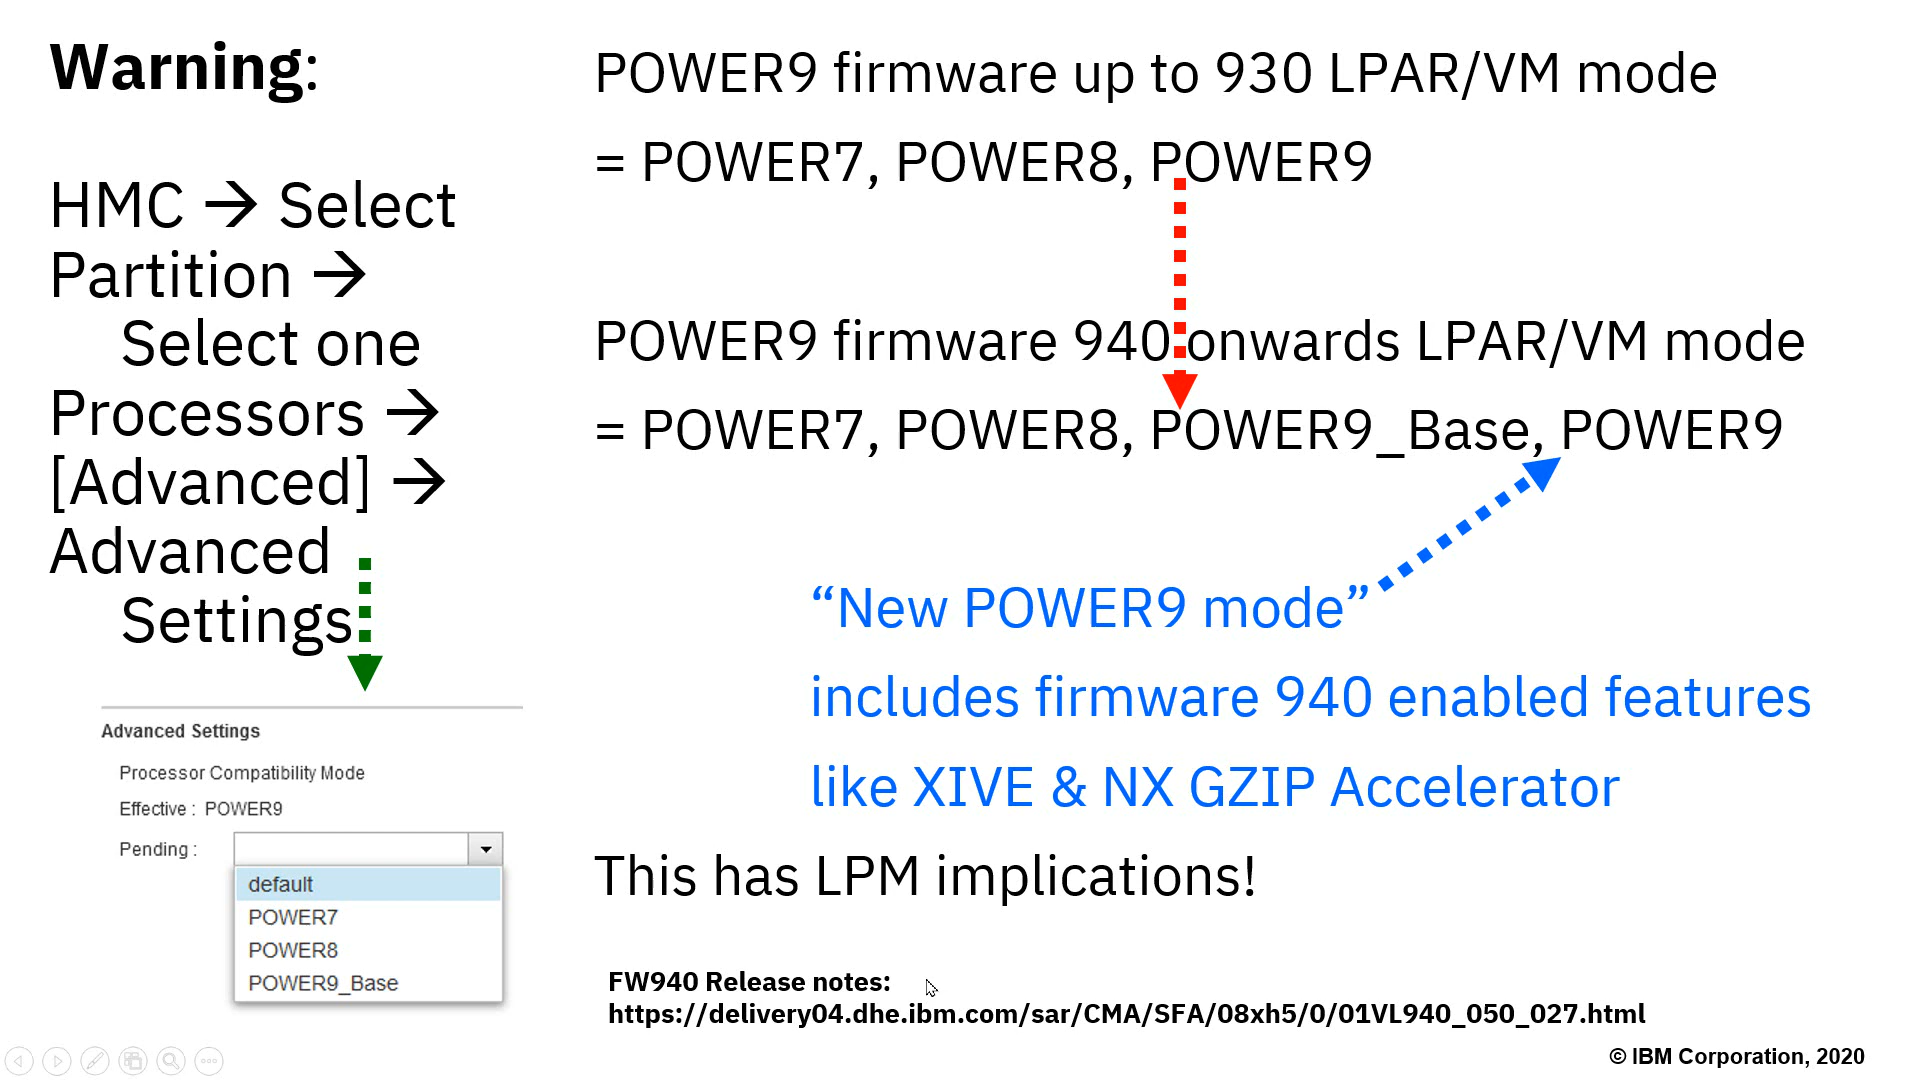 Warning:
HMC → Select
Partition →
Select one
Processors →
[Advanced] →
Advanced
Settings
Advanced Settings
Processor Compatibility Mode
Effective : POWER9
Pending :
default
POWER7
POWER8
POWER9_Base
POWER9 firmware up to 930 LPAR/VM mode
= POWER7, POWER8, POWER9
POWER9 firmware 940 onwards LPAR/VM mode
= POWER7, POWER8, POWER9_Base, POWER9
“New POWER9 mode”
includes firmware 940 enabled features
like XIVE & NX GZIP Accelerator
This has LPM implications!
FW940 Release notes:
https://delivery04.dhe.ibm.com/sar/CMA/SFA/08xh5/0/01VL940_050_027.html
© IBM Corporation, 2020